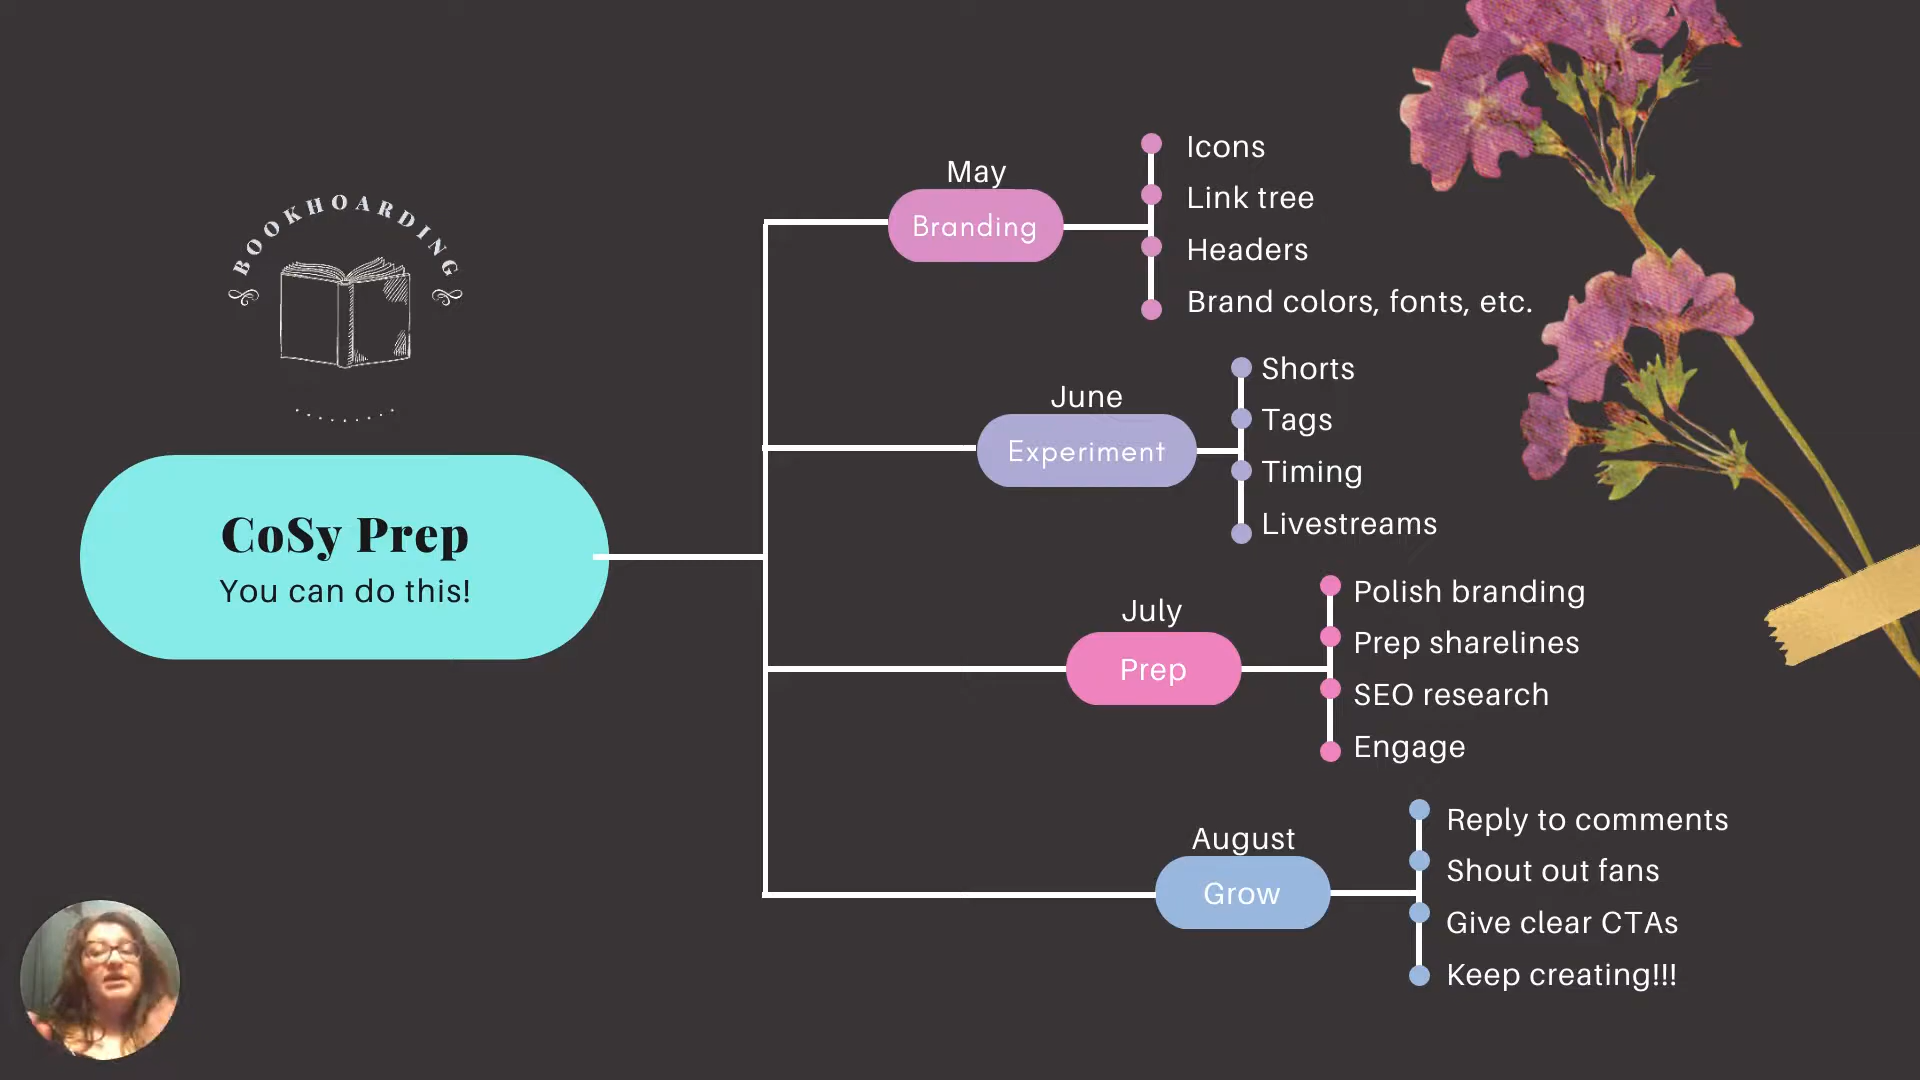 BOOKHOARDING
CoSy Prep
You can do this!
May
Branding
Icons
Link tree
Headers
Brand colors, fonts, etc.
June
Experiment
Shorts
Tags
Timing
Livestreams
July
Prep
Polish branding
Prep sharelines
SEO research
Engage
August
Grow
Reply to comments
Shout out fans
Give clear CTAs
Keep creating!!!